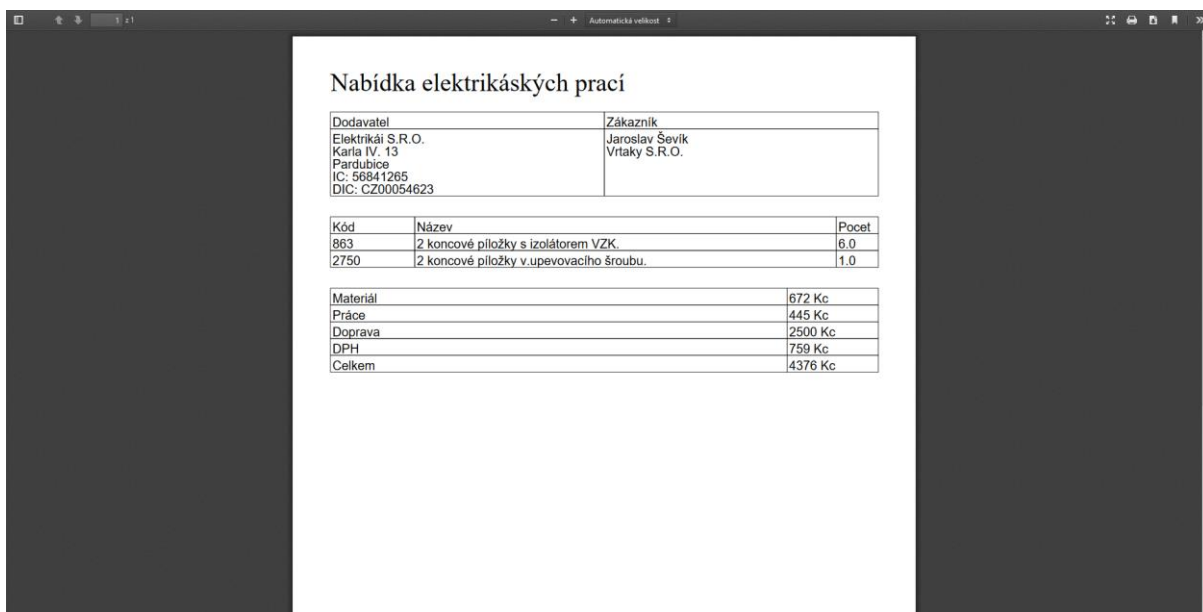 1 z 1
− + Automatická velikost
Nabídka elektrikáských prací
Dodavatel Zákazník
Elektrikái S.R.O. Jaroslav Ševík
Karla IV. 13 Vrtaky S.R.O.
Pardubice
IC: 56841265
DIC: CZ00054623
Kód Název Pocet
863 2 koncové píložky s izolátorem VZK. 6.0
2750 2 koncové píložky v.upevovacího šroubu. 1.0
Materiál 672 Kc
Práce 445 Kc
Doprava 2500 Kc
DPH 759 Kc
Celkem 4376 Kc